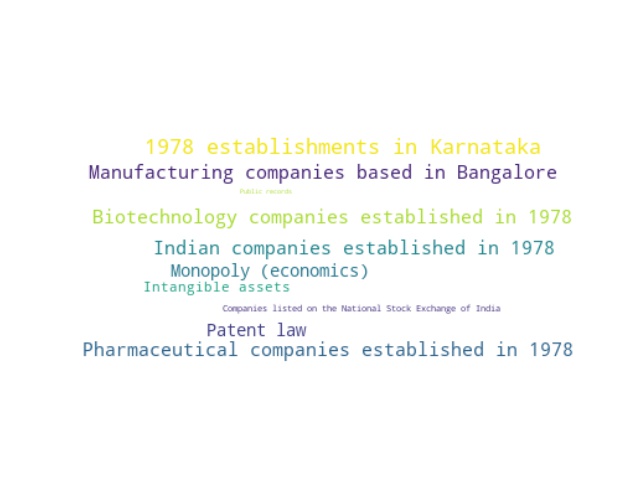 1978 establishments in Karnataka
Manufacturing companies based in Bangalore
Public records
Biotechnology companies established in 1978
Indian companies established in 1978
Monopoly (economics)
Intangible assets
Companies listed on the National Stock Exchange of India
Patent law
Pharmaceutical companies established in 1978